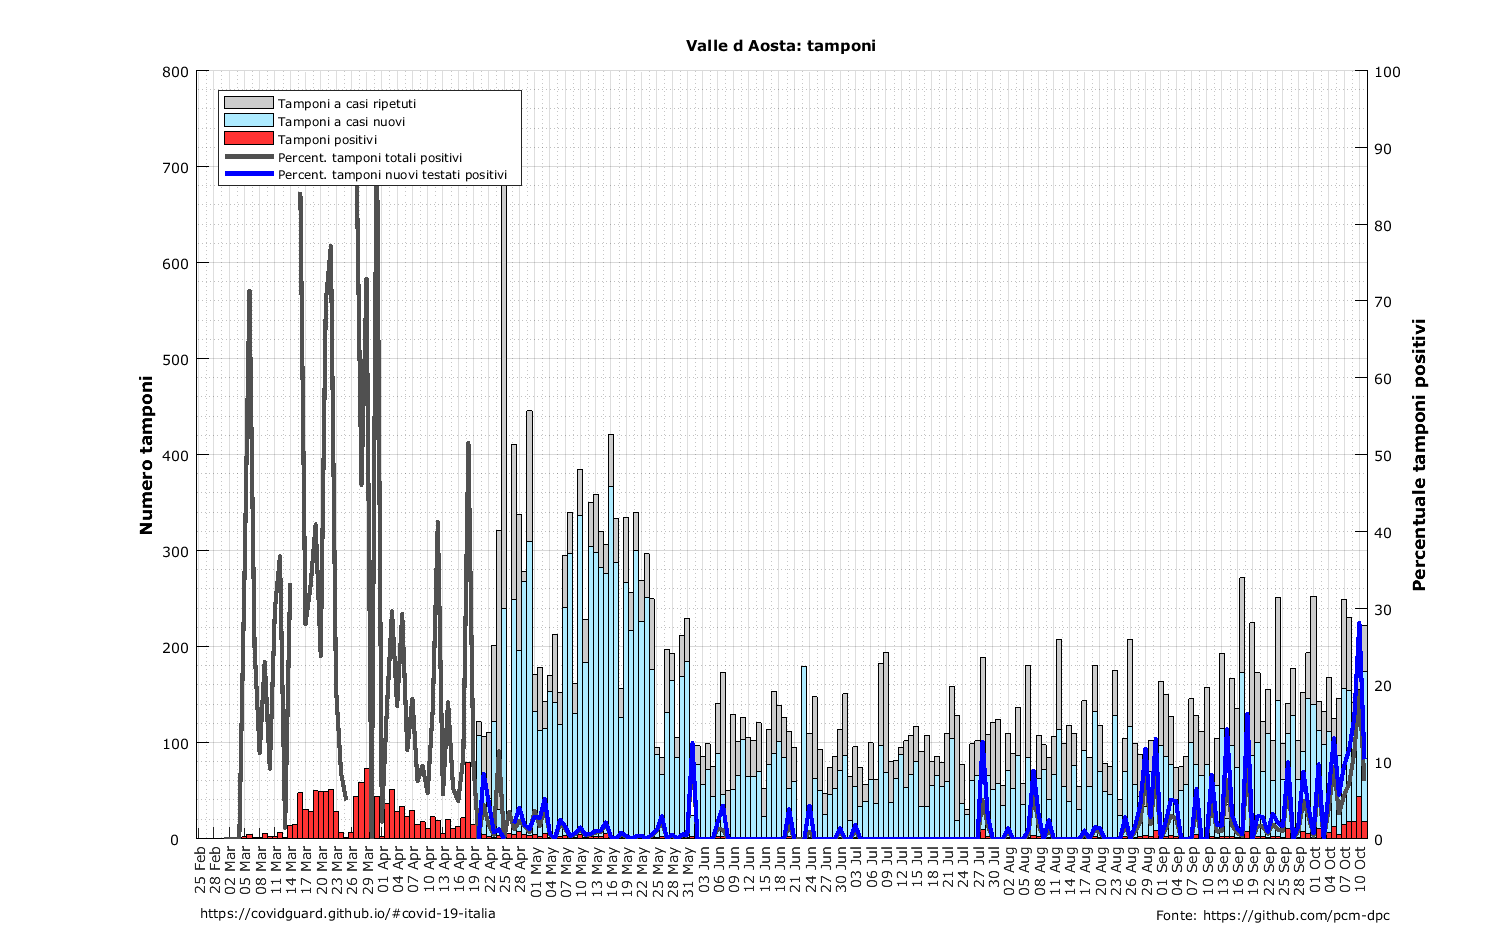 Valle d Aosta: tamponi
Tamponi a casi ripetuti
Tamponi a casi nuovi
Tamponi positivi
Percent. tamponi totali positivi
Percent. tamponi nuovi testati positivi
Numero tamponi
800
700
600
500
400
300
200
100
0
Percentuale tamponi positivi
100
90
80
70
60
50
40
30
20
10
0
25 Feb
28 Feb
02 Mar
05 Mar
08 Mar
11 Mar
14 Mar
17 Mar
20 Mar
23 Mar
26 Mar
29 Mar
01 Apr
04 Apr
07 Apr
10 Apr
13 Apr
16 Apr
19 Apr
22 Apr
25 Apr
28 Apr
01 May
04 May
07 May
10 May
13 May
16 May
19 May
22 May
25 May
28 May
31 May
03 Jun
06 Jun
09 Jun
12 Jun
15 Jun
18 Jun
21 Jun
24 Jun
27 Jun
30 Jun
03 Jul
06 Jul
09 Jul
12 Jul
15 Jul
18 Jul
21 Jul
24 Jul
27 Jul
30 Jul
02 Aug
05 Aug
08 Aug
11 Aug
14 Aug
17 Aug
20 Aug
23 Aug
26 Aug
29 Aug
01 Sep
04 Sep
07 Sep
10 Sep
13 Sep
16 Sep
19 Sep
22 Sep
25 Sep
28 Sep
01 Oct
04 Oct
07 Oct
10 Oct
https://covidguard.github.io/#covid-19-italia
Fonte: https://github.com/pcm-dpc